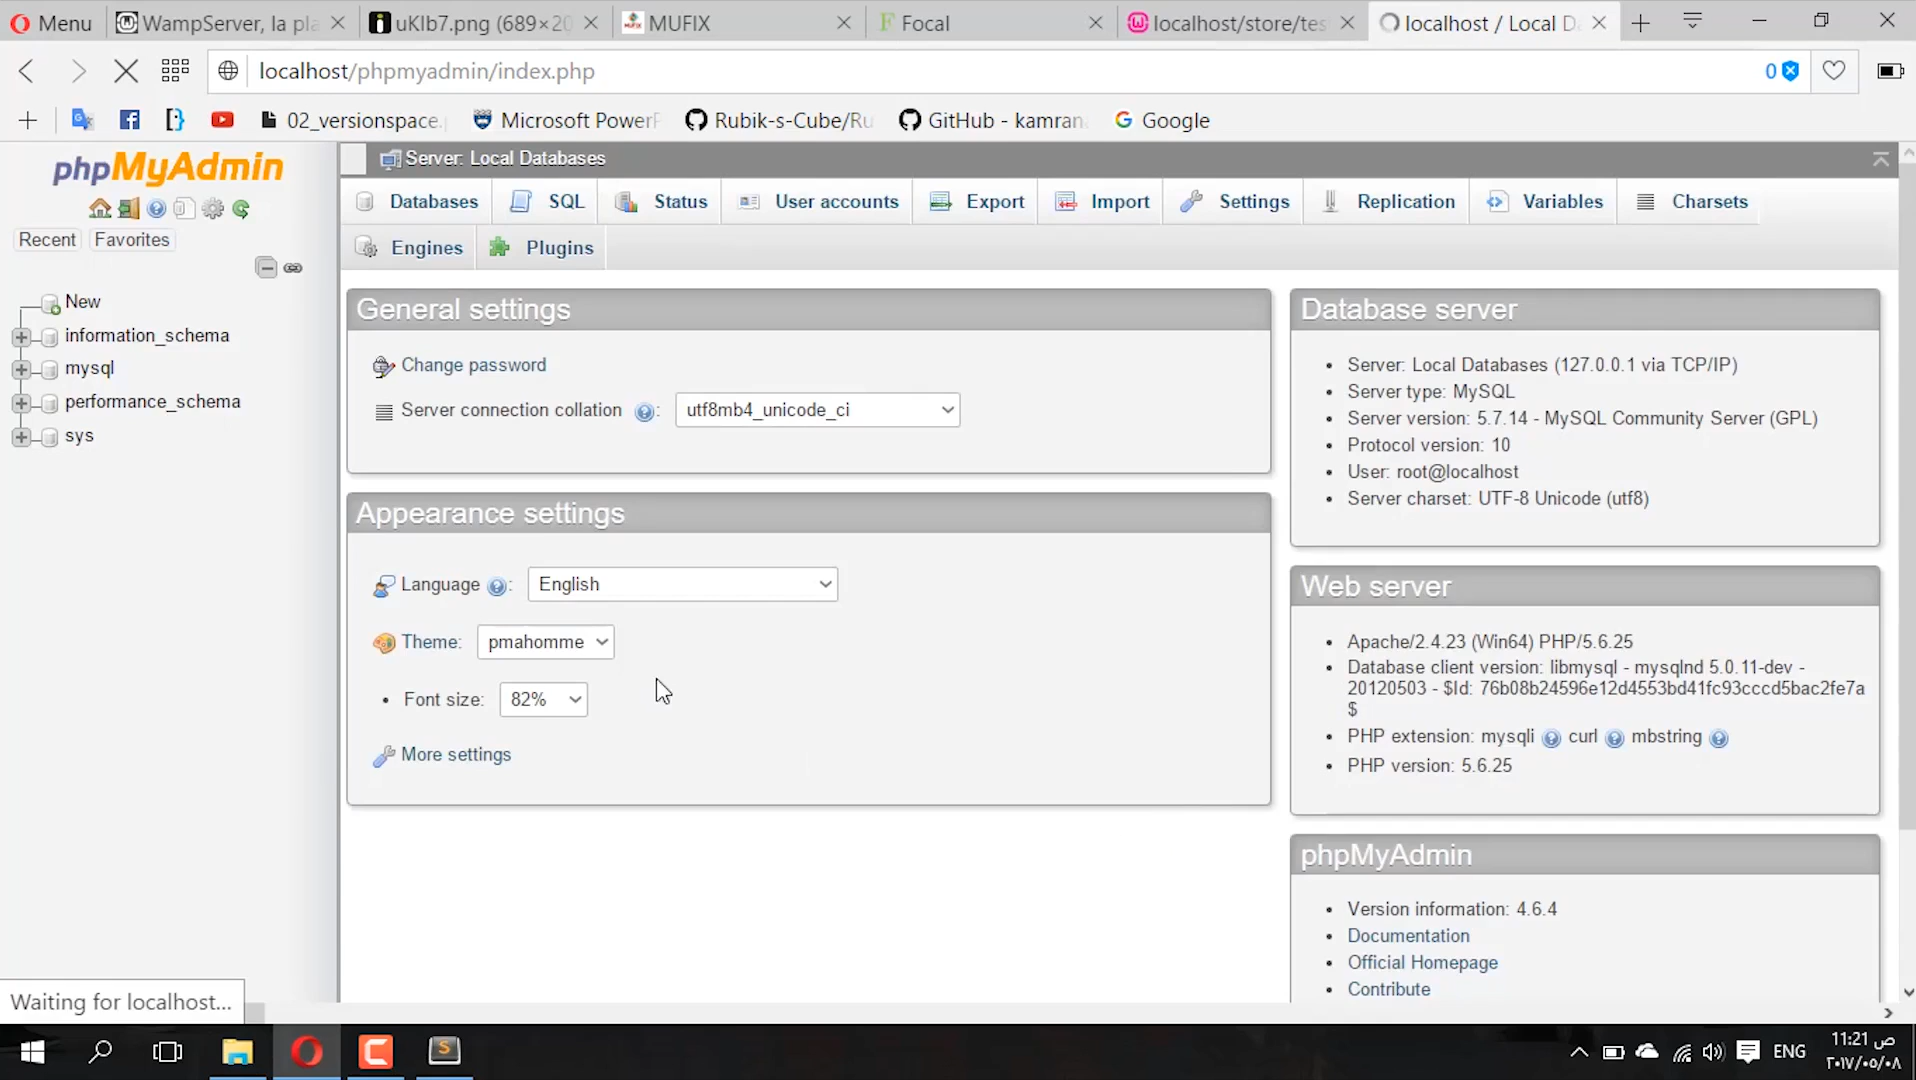 Menu
WampServer, la pla
uKIb7.png (689×20
MUFIX
Focal
localhost/store/tes
localhost / Local D
localhost/phpmyadmin/index.php
0
02_versionspace.
Microsoft PowerP
Rubik-s-Cube/Ru
GitHub - kamran
Google
phpMyAdmin
Recent
Favorites
New
information_schema
mysql
performance_schema
sys
Server: Local Databases
Databases
SQL
Status
User accounts
Export
Import
Settings
Replication
Variables
Charsets
Engines
Plugins
General settings
Change password
Server connection collation :
utf8mb4_unicode_ci
Appearance settings
Language :
English
Theme:
pmahomme
Font size:
82%
More settings
Database server
Server: Local Databases (127.0.0.1 via TCP/IP)
Server type: MySQL
Server version: 5.7.14 - MySQL Community Server (GPL)
Protocol version: 10
User: root@localhost
Server charset: UTF-8 Unicode (utf8)
Web server
Apache/2.4.23 (Win64) PHP/5.6.25
Database client version: libmysql - mysqlnd 5.0.11-dev -
20120503 - $Id: 76b08b24596e12d4553bd41fc93cccd5bac2fe7a
$
PHP extension: mysqli curl mbstring
PHP version: 5.6.25
phpMyAdmin
Version information: 4.6.4
Documentation
Official Homepage
Contribute
Waiting for localhost...
ENG
11:21 ص
٢٠١٧/٠٥/٠٨